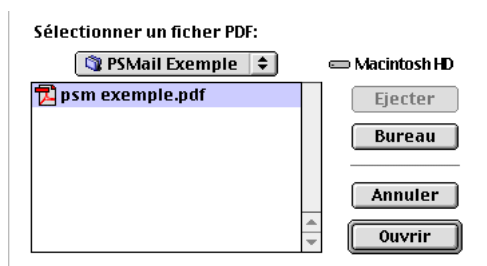 Sélectionner un ficher PDF:
PSMail Exemple
Macintosh HD
psm exemple.pdf
Ejecter
Bureau
Annuler
Ouvrir